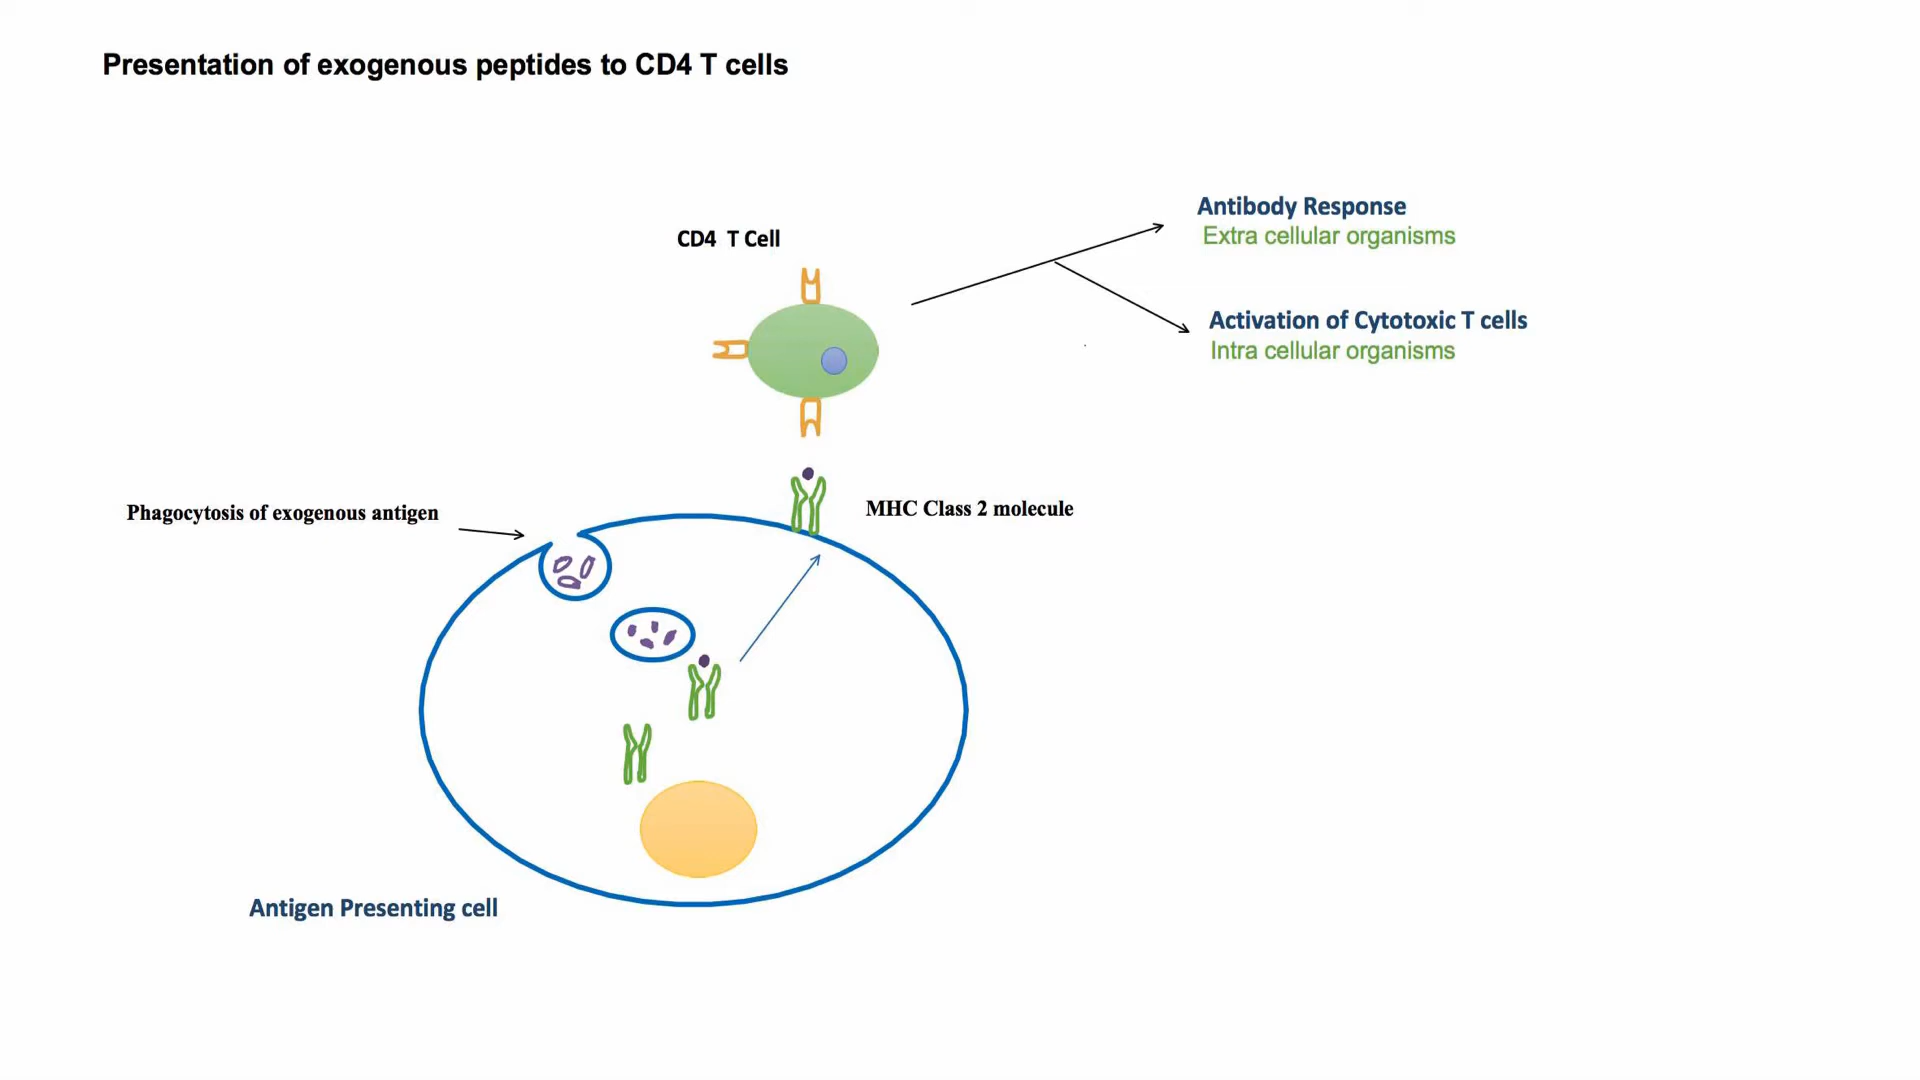 Presentation of exogenous peptides to CD4 T cells
Antibody Response
Extra cellular organisms
CD4 T Cell
Activation of Cytotoxic T cells
Intra cellular organisms
Phagocytosis of exogenous antigen
MHC Class 2 molecule
Antigen Presenting cell